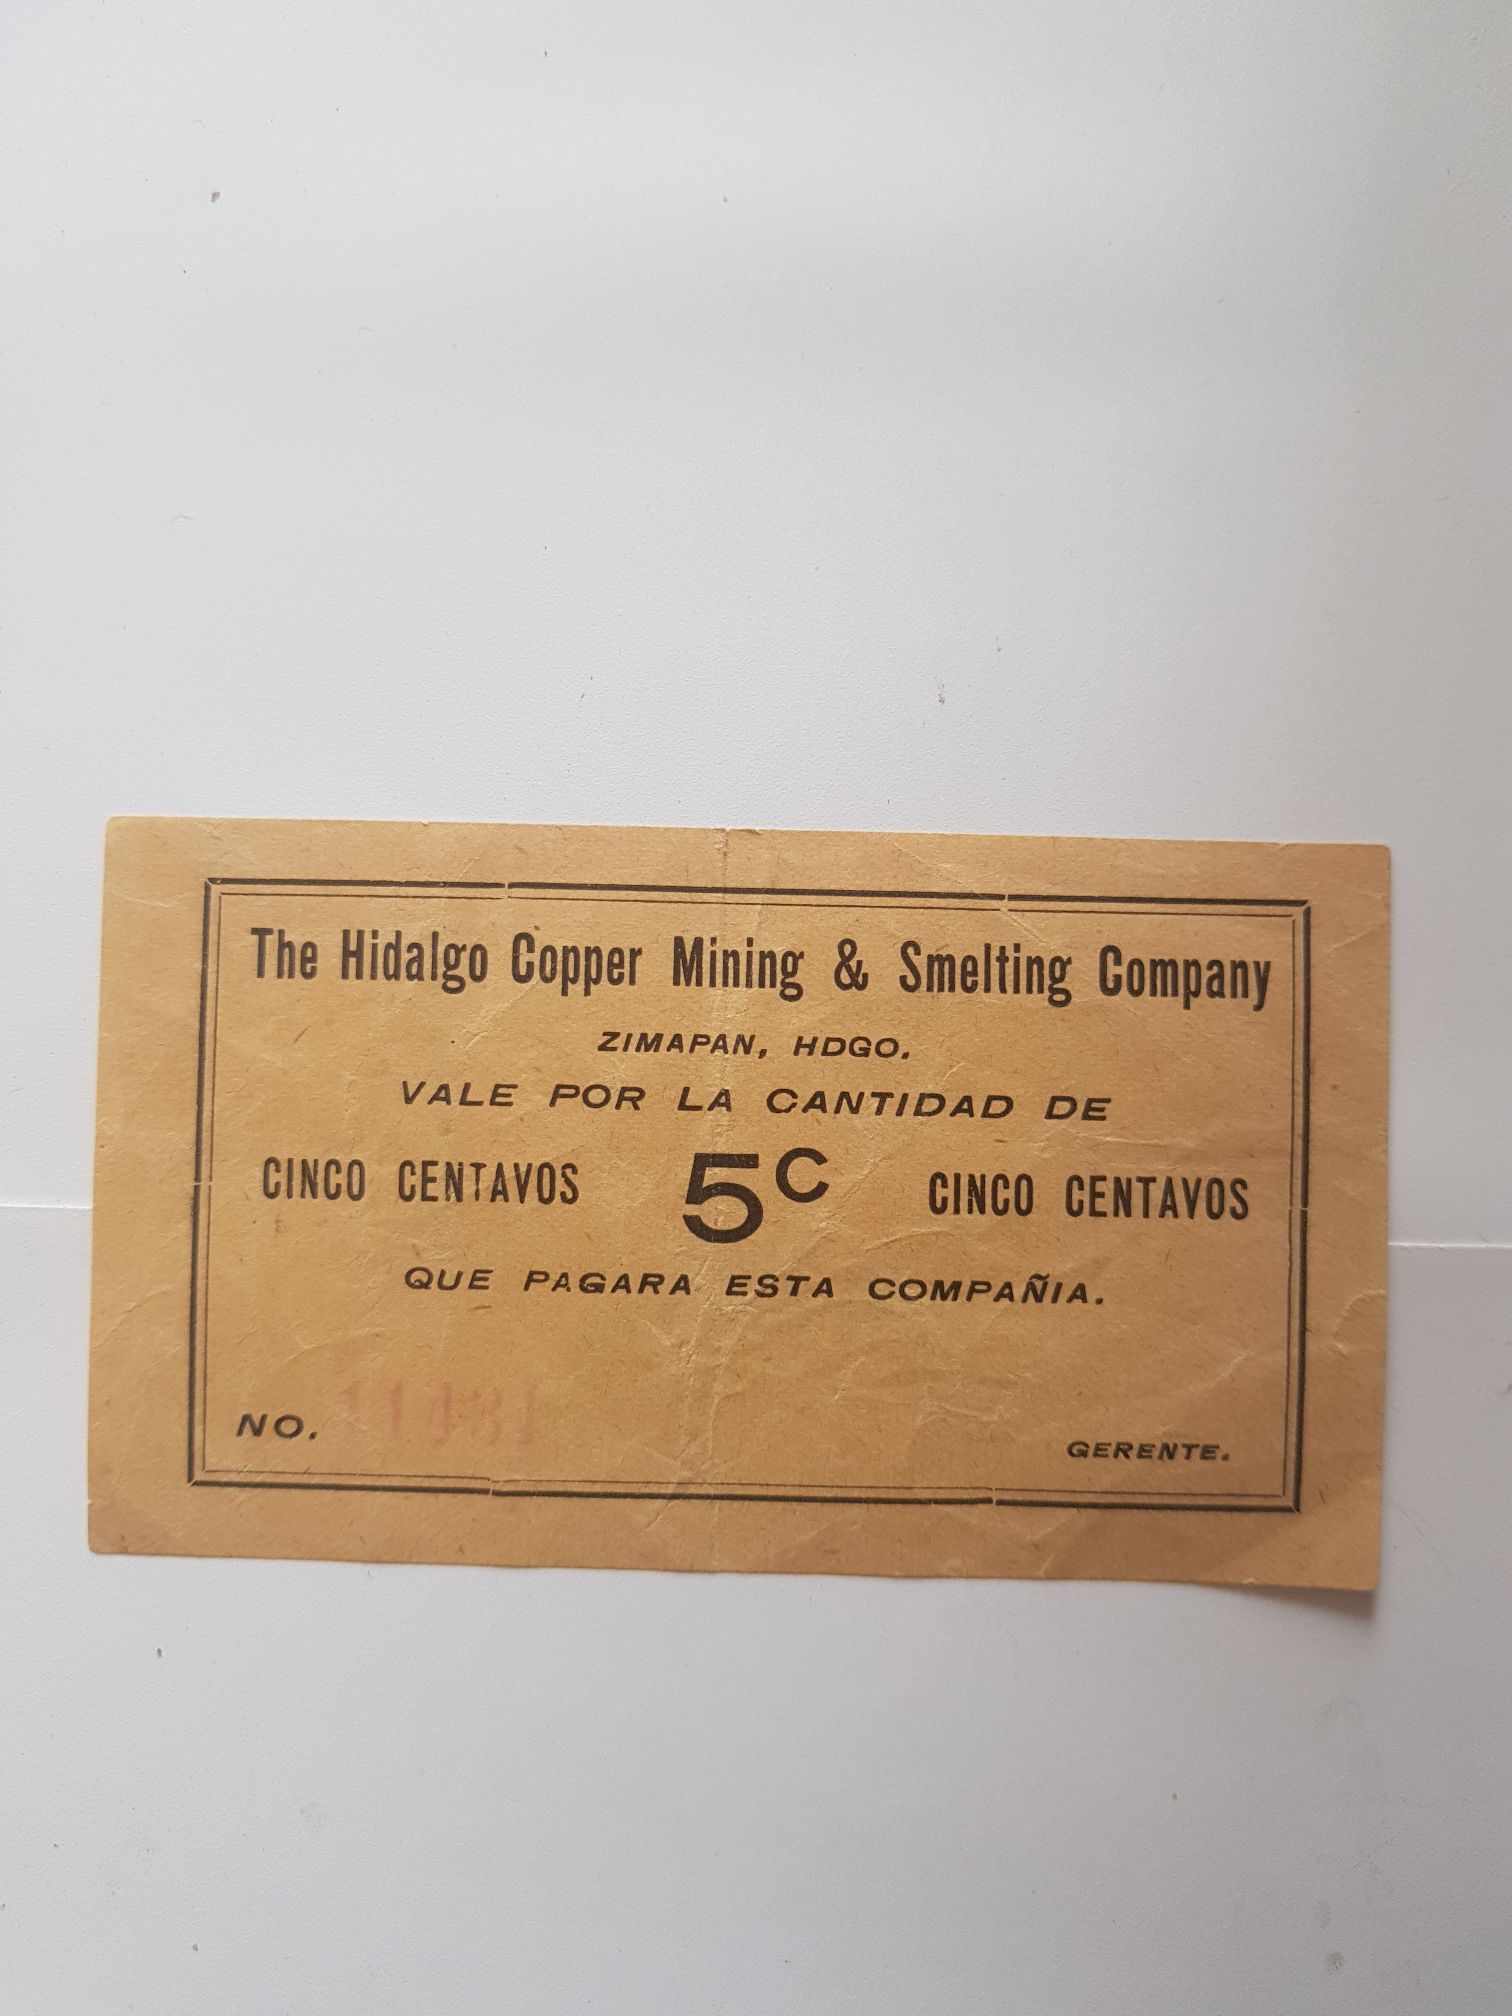 The Hidalgo Copper Mining & Smelting Company
ZIMAPAN, HDGO.
VALE POR LA CANTIDAD DE
CINCO CENTAVOS 5C CINCO CENTAVOS
QUE PAGARA ESTA COMPAÑIA.
NO. 11431
GERENTE.